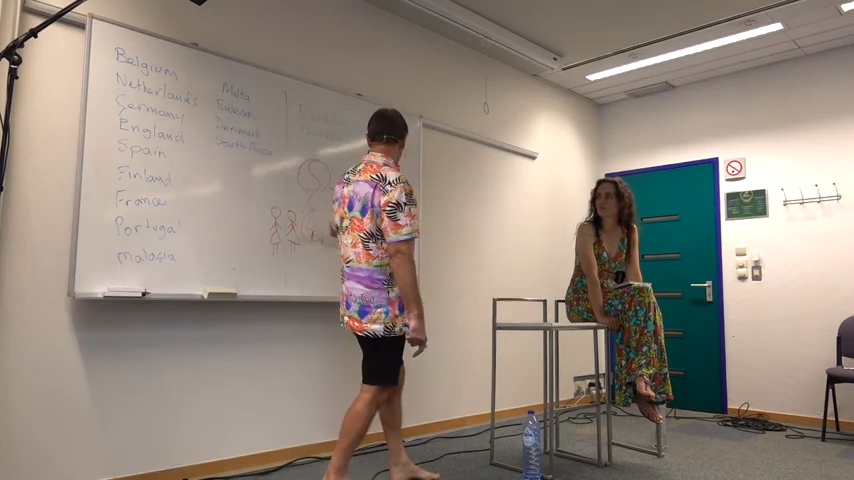 Belgium
Netherlands
Germany
England
Spain
Finland
France
Portugal
Malasia
Malta
Sweden
Denmark
South Africa
S